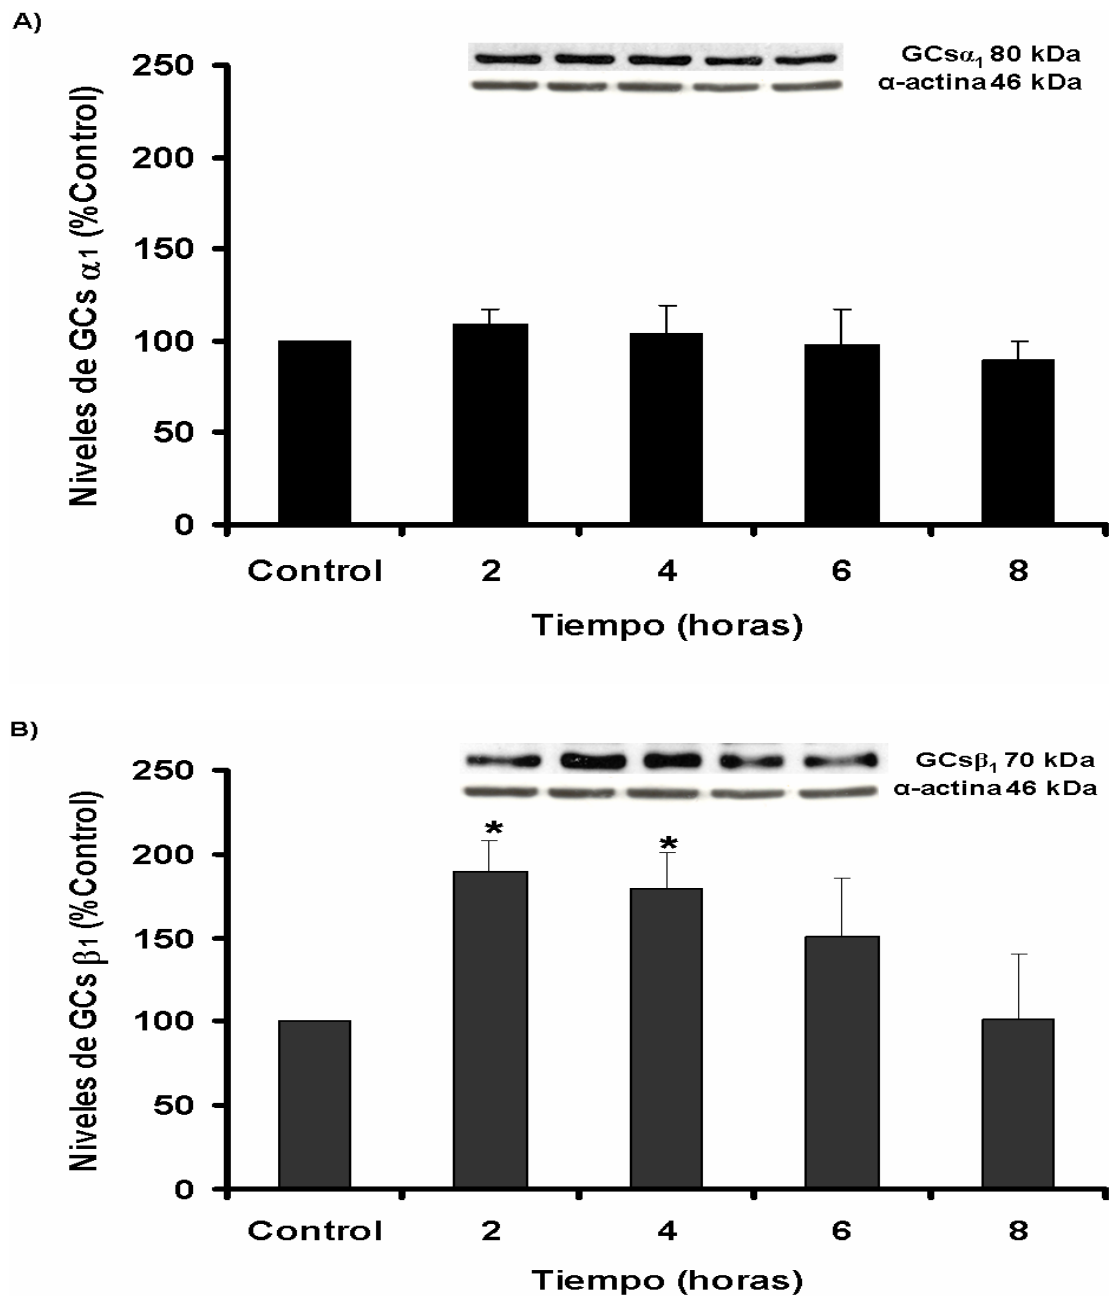 A)
GCsα1 80 kDa
α-actina 46 kDa
Niveles de GCs α1 (%Control)
250
200
150
100
50
0
Control 2 4 6 8
Tiempo (horas)
B)
GCsβ1 70 kDa
α-actina 46 kDa
Niveles de GCs β1 (%Control)
250
200
150
100
50
0
* *
Control 2 4 6 8
Tiempo (horas)